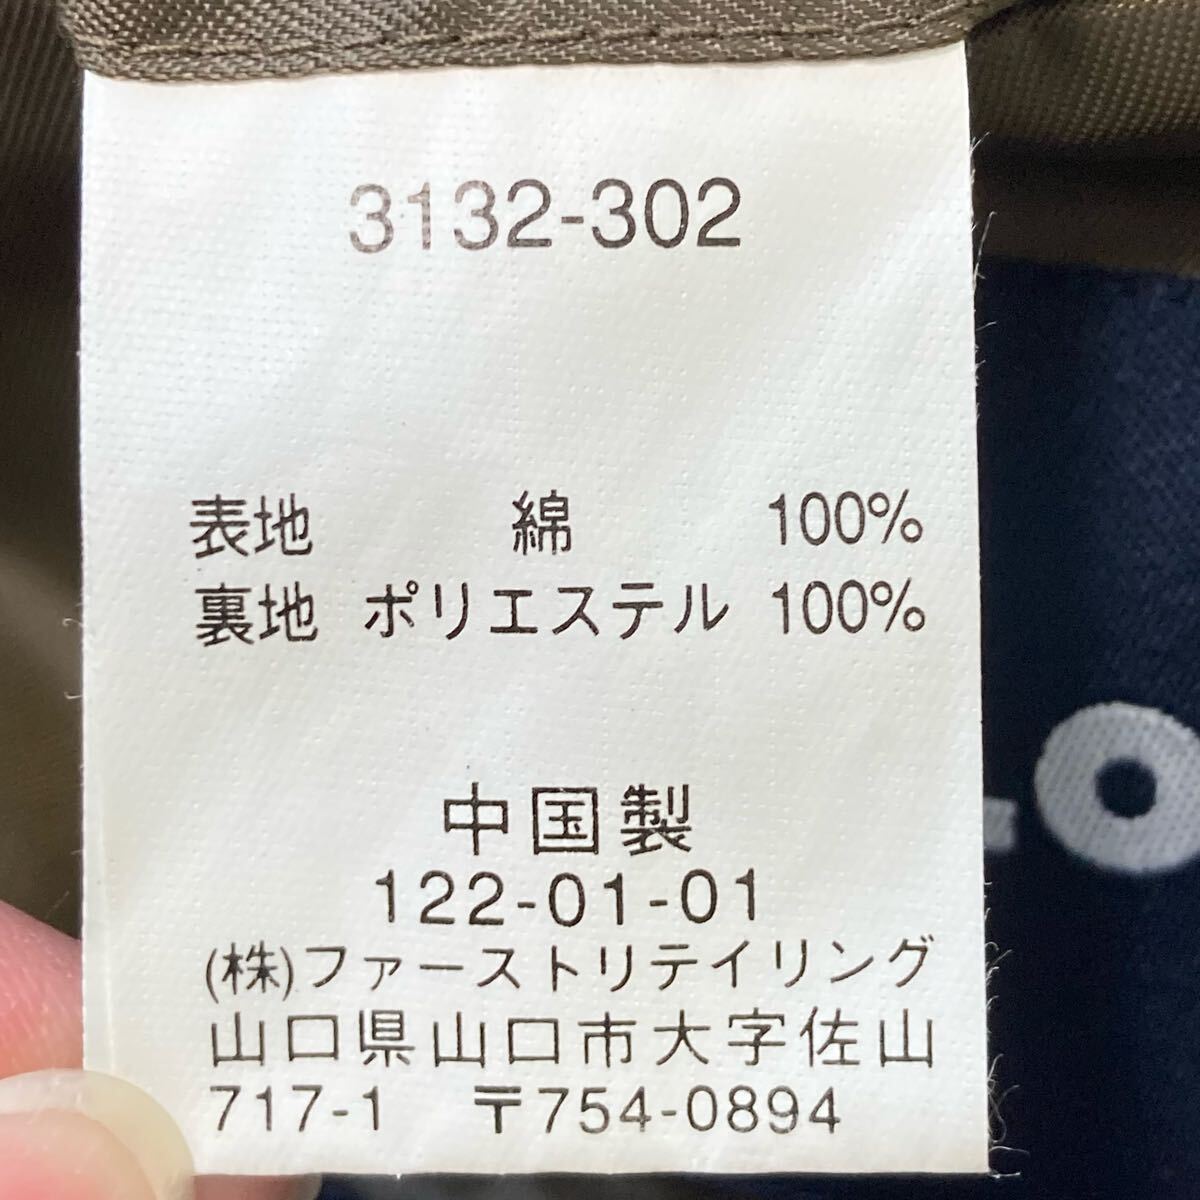 3132-302
表地 綿 100%
裏地 ポリエステル 100%
中国製
122-01-01
(株)ファーストリテイリング
山口県山口市大字佐山
717-1 〒754-0894